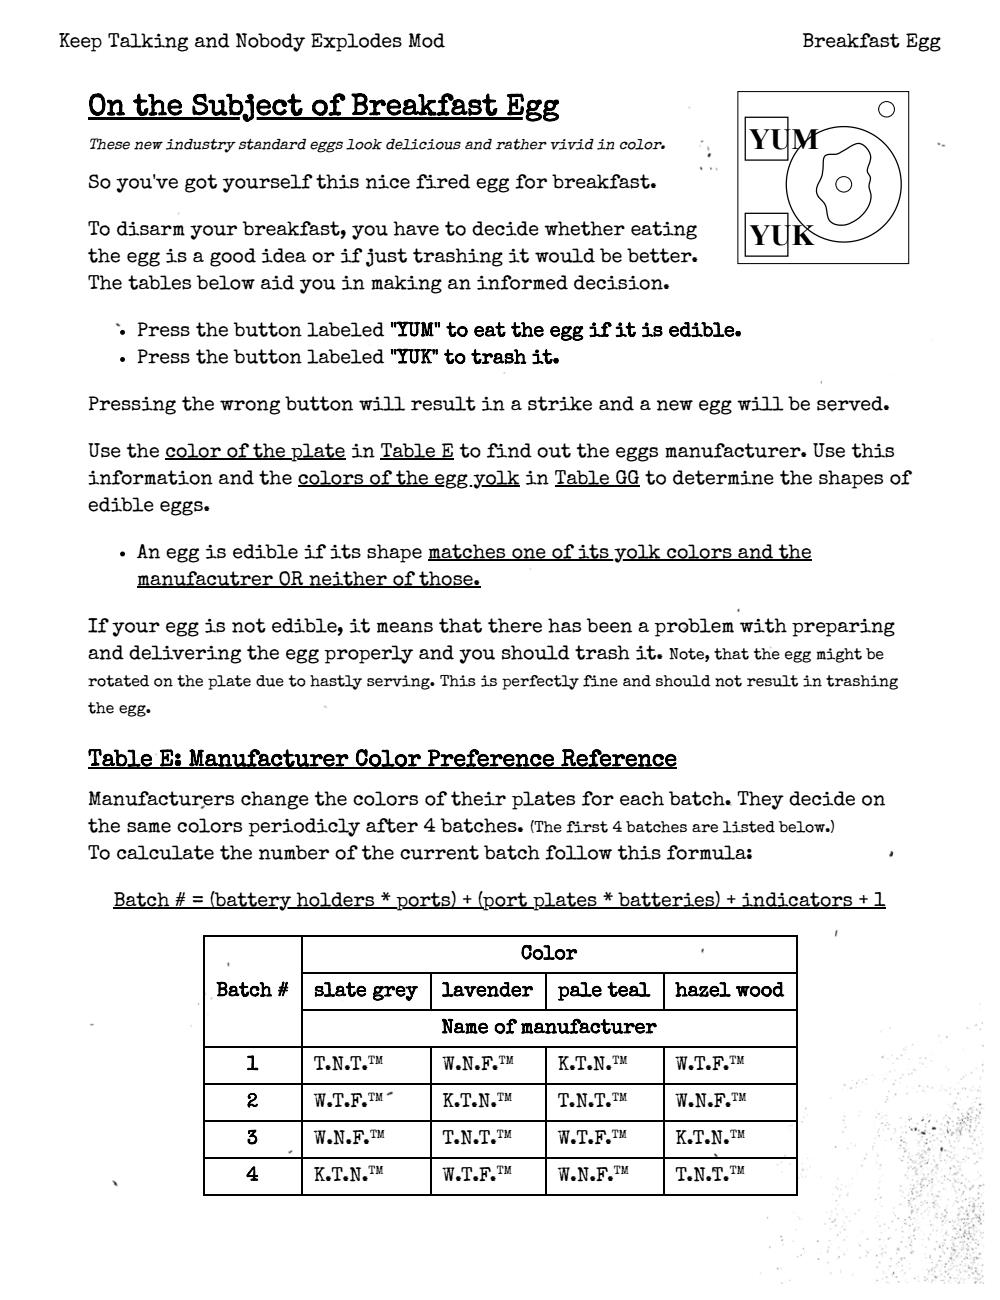 Keep Talking and Nobody Explodes Mod
Breakfast Egg
On the Subject of Breakfast Egg
These new industry standard eggs look delicious and rather vivid in color.
YUM
YUK
So you've got yourself this nice fired egg for breakfast.
To disarm your breakfast, you have to decide whether eating
the egg is a good idea or if just trashing it would be better.
The tables below aid you in making an informed decision.
• Press the button labeled "YUM" to eat the egg if it is edible.
• Press the button labeled "YUK" to trash it.
Pressing the wrong button will result in a strike and a new egg will be served.
Use the color of the plate in Table E to find out the eggs manufacturer. Use this
information and the colors of the egg yolk in Table GG to determine the shapes of
edible eggs.
• An egg is edible if its shape matches one of its yolk colors and the
manufacutrer OR neither of those.
If your egg is not edible, it means that there has been a problem with preparing
and delivering the egg properly and you should trash it. Note, that the egg might be
rotated on the plate due to hastly serving. This is perfectly fine and should not result in trashing
the egg.
Table E: Manufacturer Color Preference Reference
Manufacturers change the colors of their plates for each batch. They decide on
the same colors periodicly after 4 batches. (The first 4 batches are listed below.)
To calculate the number of the current batch follow this formula:
Batch # = (battery holders * ports) + (port plates * batteries) + indicators + 1
Color
Batch # slate grey lavender pale teal hazel wood
Name of manufacturer
1 T.N.T.™ W.N.F.™ K.T.N.™ W.T.F.™
2 W.T.F.™ K.T.N.™ T.N.T.™ W.N.F.™
3 W.N.F.™ T.N.T.™ W.T.F.™ K.T.N.™
4 K.T.N.™ W.T.F.™ W.N.F.™ T.N.T.™